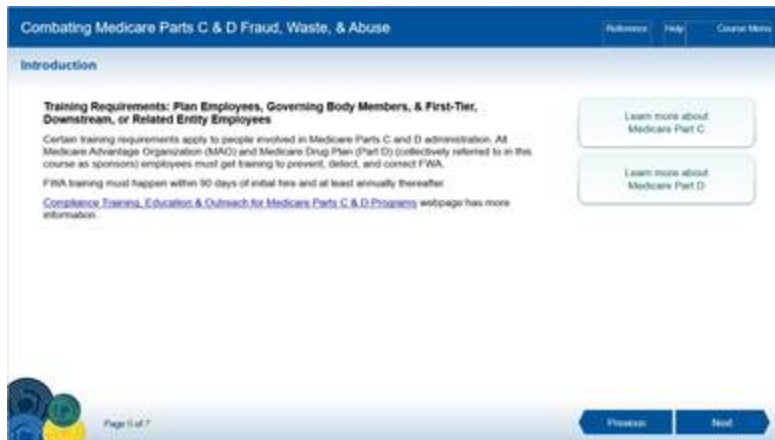 Combating Medicare Parts C & D Fraud, Waste, & Abuse
Reference Help Course Menu
Introduction
Training Requirements: Plan Employees, Governing Body Members, & First-Tier,
Downstream, or Related Entity Employees
Certain training requirements apply to people involved in Medicare Parts C and D administration. All
Medicare Advantage Organization (MAO) and Medicare Drug Plan (Part D) (collectively referred to in this
course as sponsors) employees must get training to prevent, detect, and correct FWA.
FWA training must happen within 90 days of initial hire and at least annually thereafter.
Compliance Training, Education & Outreach for Medicare Parts C & D Programs webpage has more
information.
Learn more about
Medicare Part C
Learn more about
Medicare Part D
Page of
Previous Next